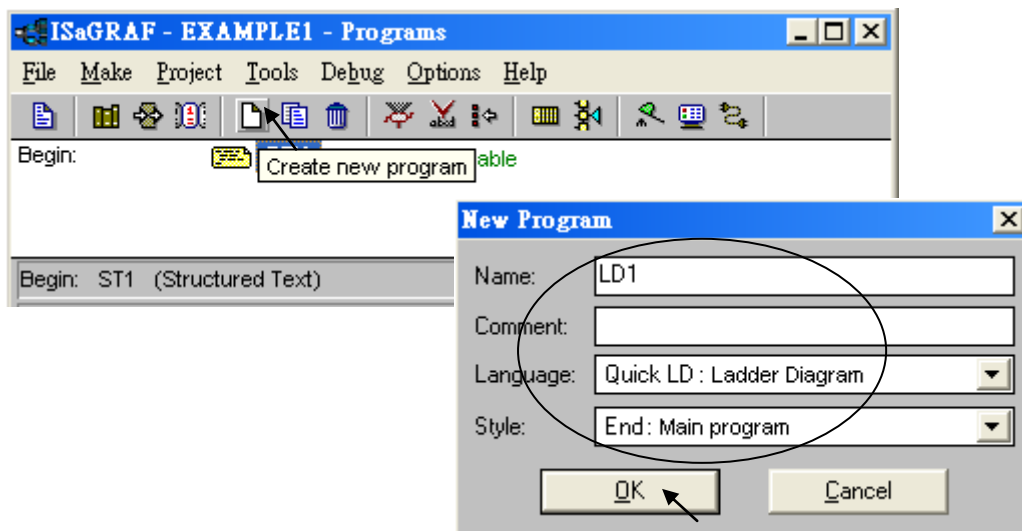 ISaGRAF - EXAMPLE1 - Programs
File Make Project Tools Debug Options Help
Begin:
able
Create new program
Begin: ST1 (Structured Text)
New Program
Name: LD1
Comment:
Language: Quick LD : Ladder Diagram
Style: End : Main program
OK Cancel